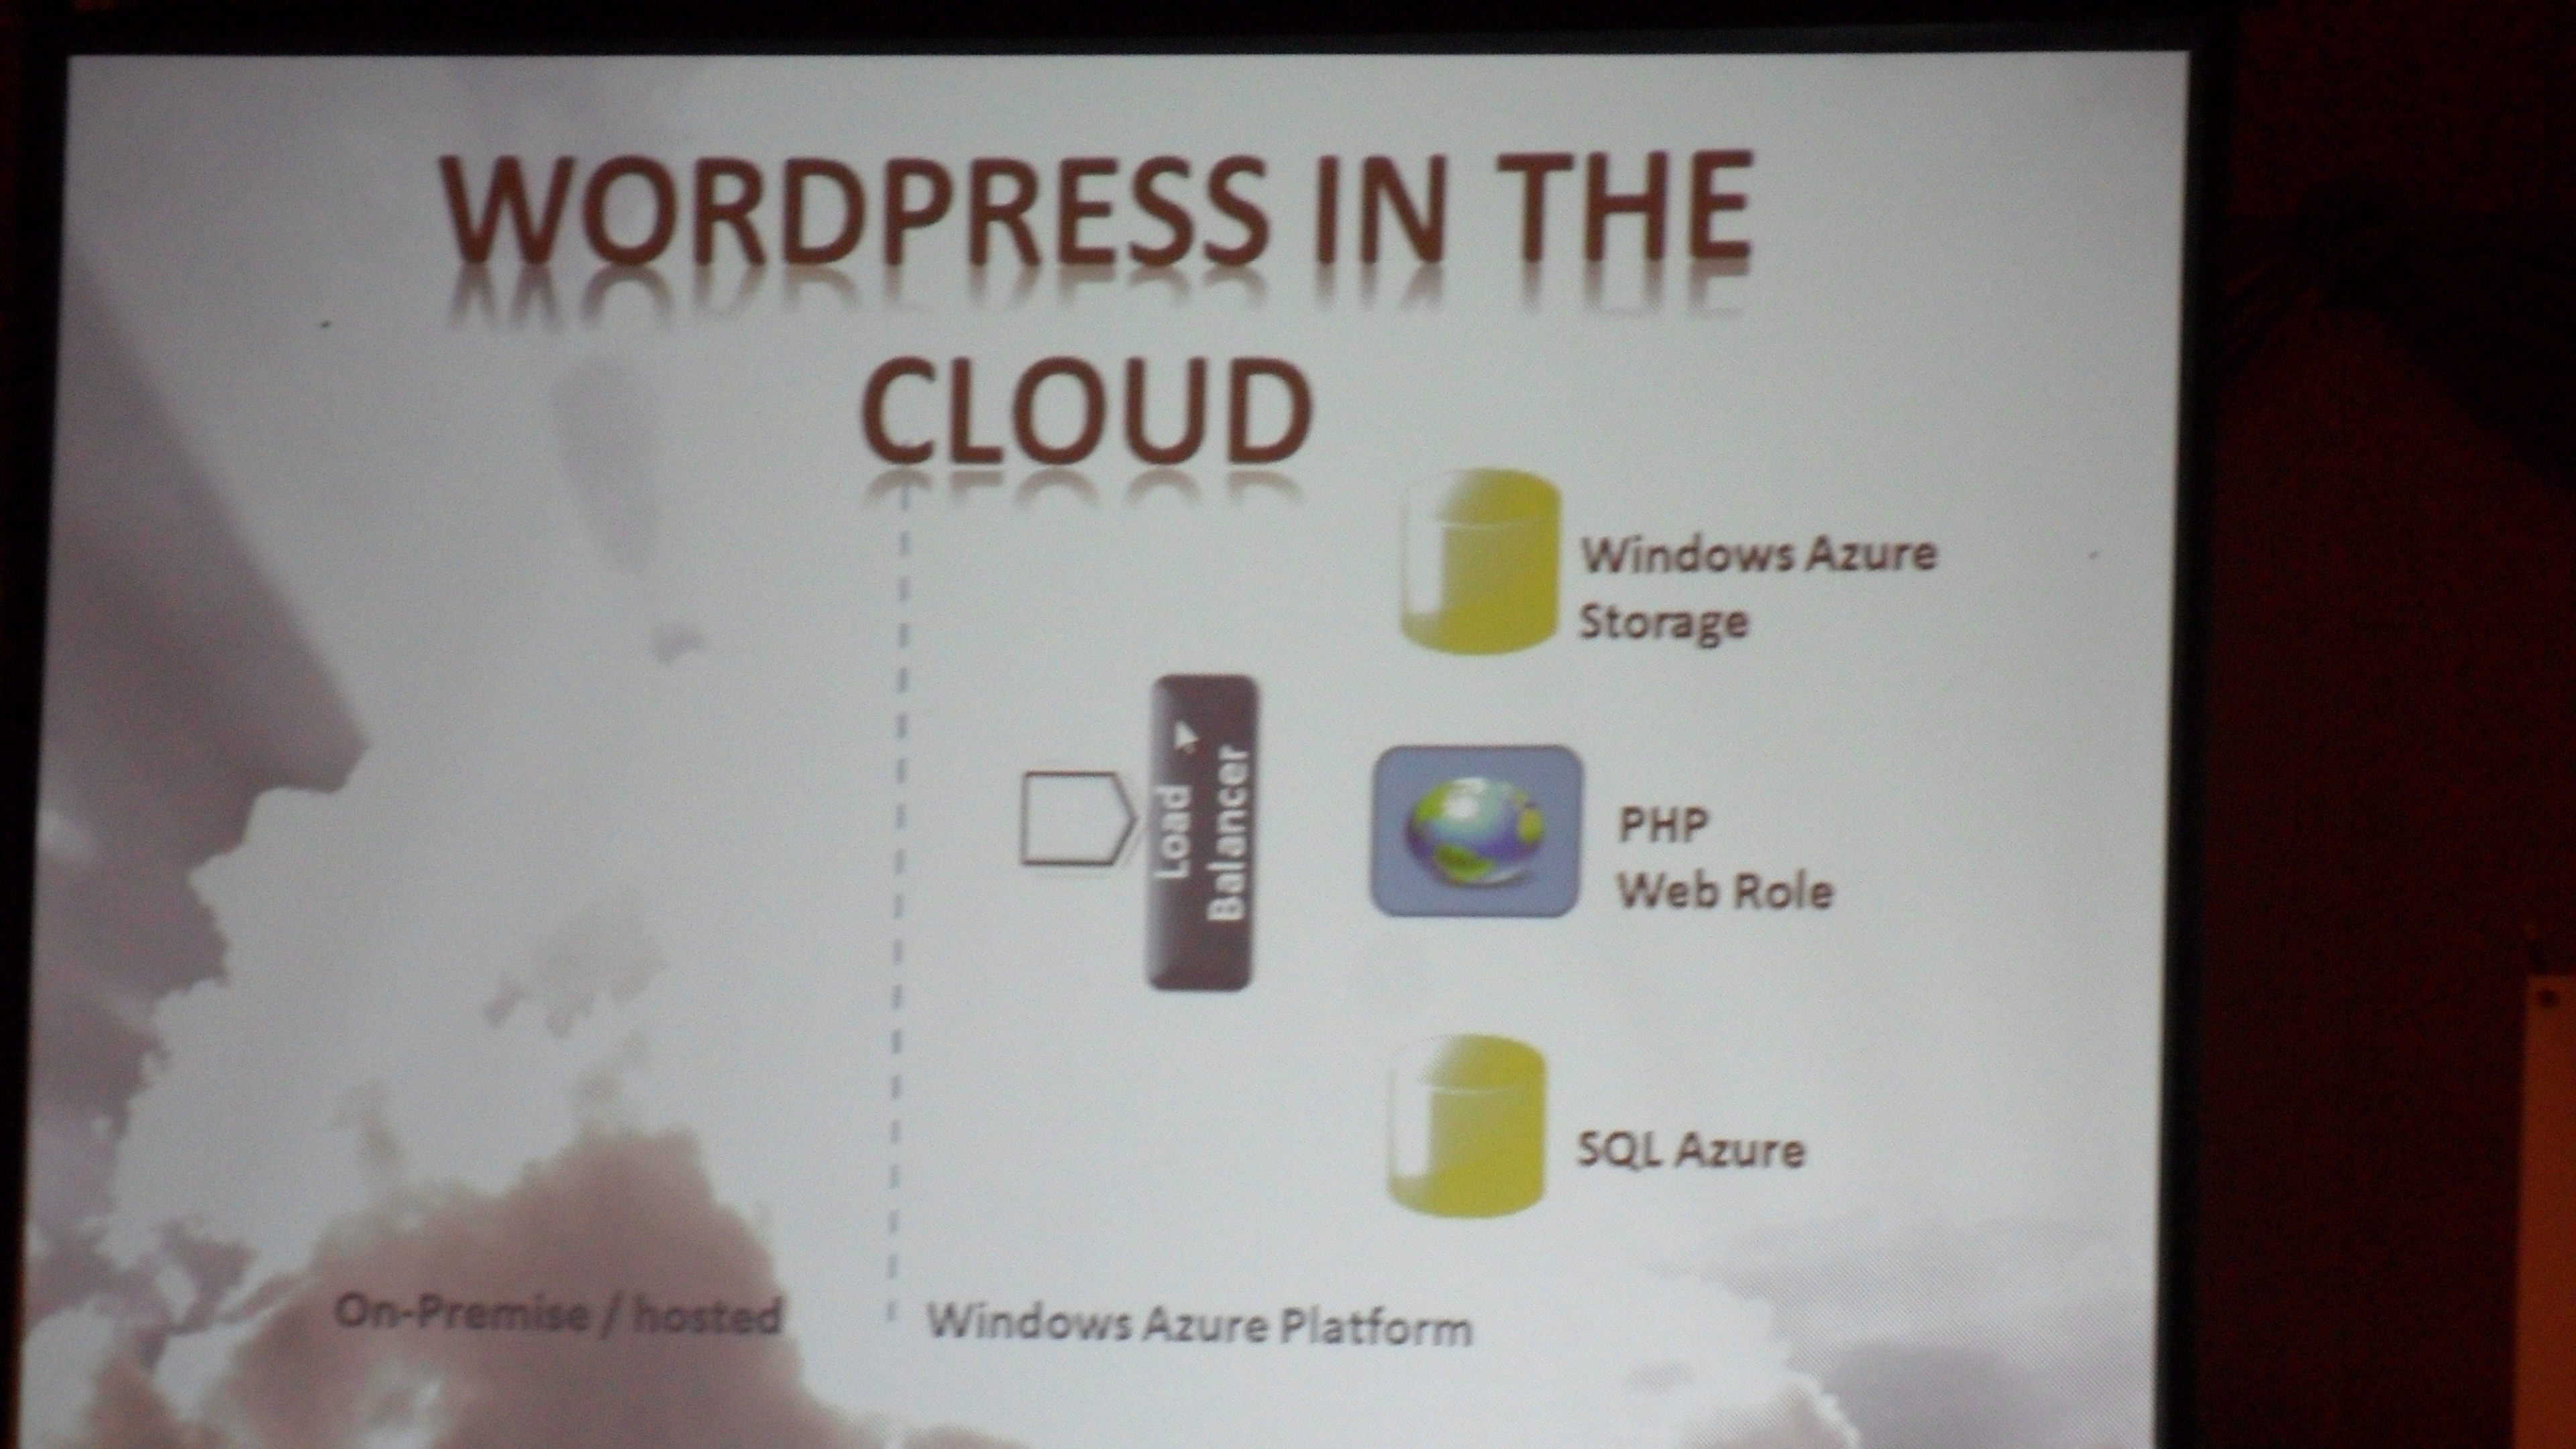 WORDPRESS IN THE
CLOUD
Windows Azure
Storage
Load
Balancer
PHP
Web Role
SQL Azure
On-Premise / hosted
Windows Azure Platform